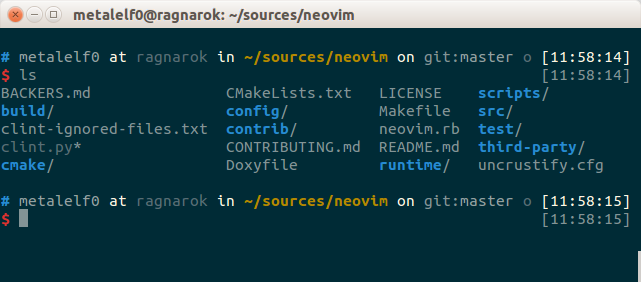 metalelf0@ragnarok: ~/sources/neovim
# metalelf0 at ragnarok in ~/sources/neovim on git:master o [11:58:14]
$ ls [11:58:14]
BACKERS.md CMakeLists.txt LICENSE scripts/
build/ config/ Makefile src/
clint-ignored-files.txt contrib/ neovim.rb test/
clint.py* CONTRIBUTING.md README.md third-party/
cmake/ Doxyfile runtime/ uncrustify.cfg
# metalelf0 at ragnarok in ~/sources/neovim on git:master o [11:58:15]
$ [11:58:15]